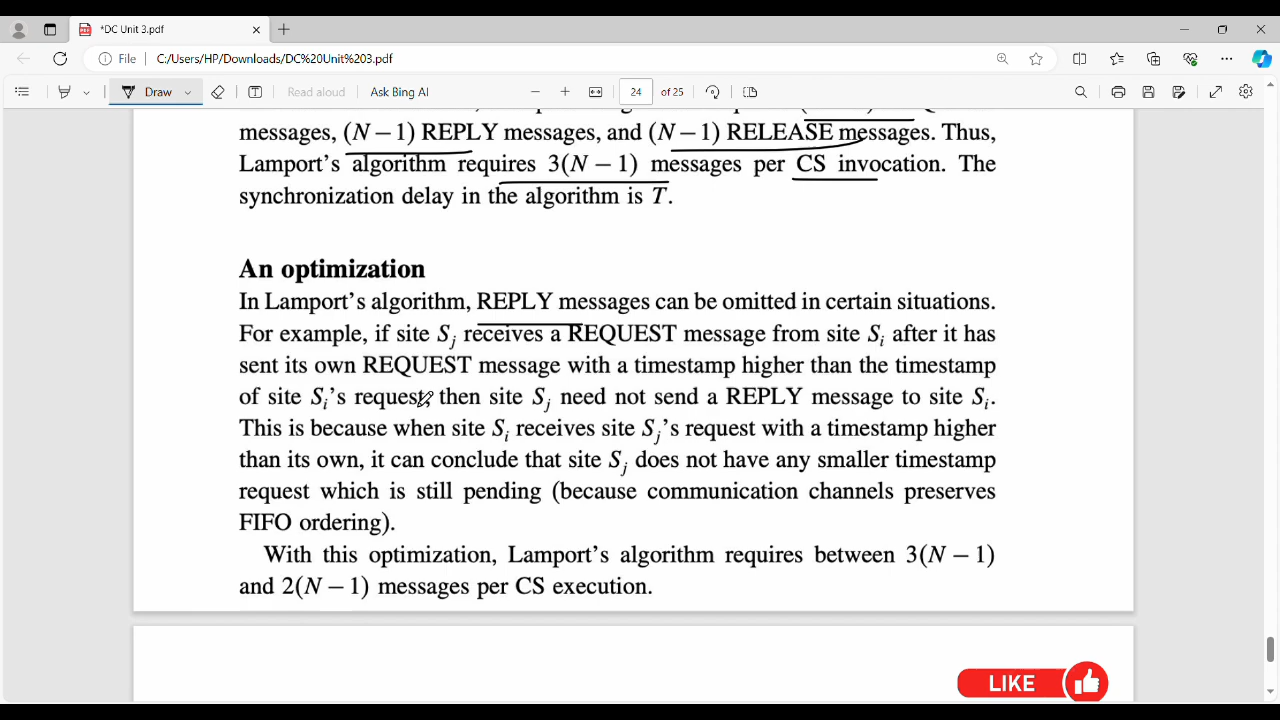 *DC Unit 3.pdf
File C:/Users/HP/Downloads/DC%20Unit%203.pdf
Draw Read aloud Ask Bing AI 24 of 25
messages, (N − 1) REPLY messages, and (N − 1) RELEASE messages. Thus,
Lamport’s algorithm requires 3(N − 1) messages per CS invocation. The
synchronization delay in the algorithm is T.
An optimization
In Lamport’s algorithm, REPLY messages can be omitted in certain situations.
For example, if site Sj receives a REQUEST message from site Si after it has
sent its own REQUEST message with a timestamp higher than the timestamp
of site Si’s request, then site Sj need not send a REPLY message to site Si.
This is because when site Si receives site Sj’s request with a timestamp higher
than its own, it can conclude that site Sj does not have any smaller timestamp
request which is still pending (because communication channels preserves
FIFO ordering).
With this optimization, Lamport’s algorithm requires between 3(N − 1)
and 2(N − 1) messages per CS execution.
LIKE